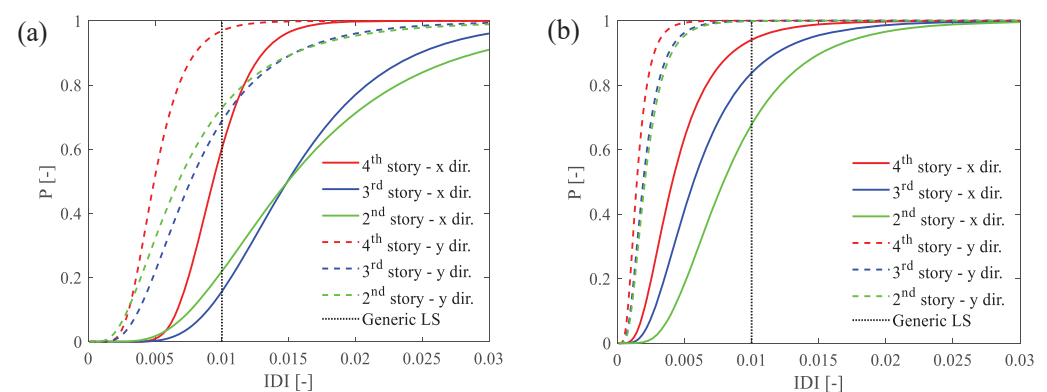 (a)
1
0.8
0.6
0.4
0.2
0
P [-]
4th story - x dir.
3rd story - x dir.
2nd story - x dir.
4th story - y dir.
3rd story - y dir.
2nd story - y dir.
Generic LS
0 0.005 0.01 0.015 0.02 0.025 0.03
IDI [-]
(b)
1
0.8
0.6
0.4
0.2
0
P [-]
4th story - x dir.
3rd story - x dir.
2nd story - x dir.
4th story - y dir.
3rd story - y dir.
2nd story - y dir.
Generic LS
0 0.005 0.01 0.015 0.02 0.025 0.03
IDI [-]